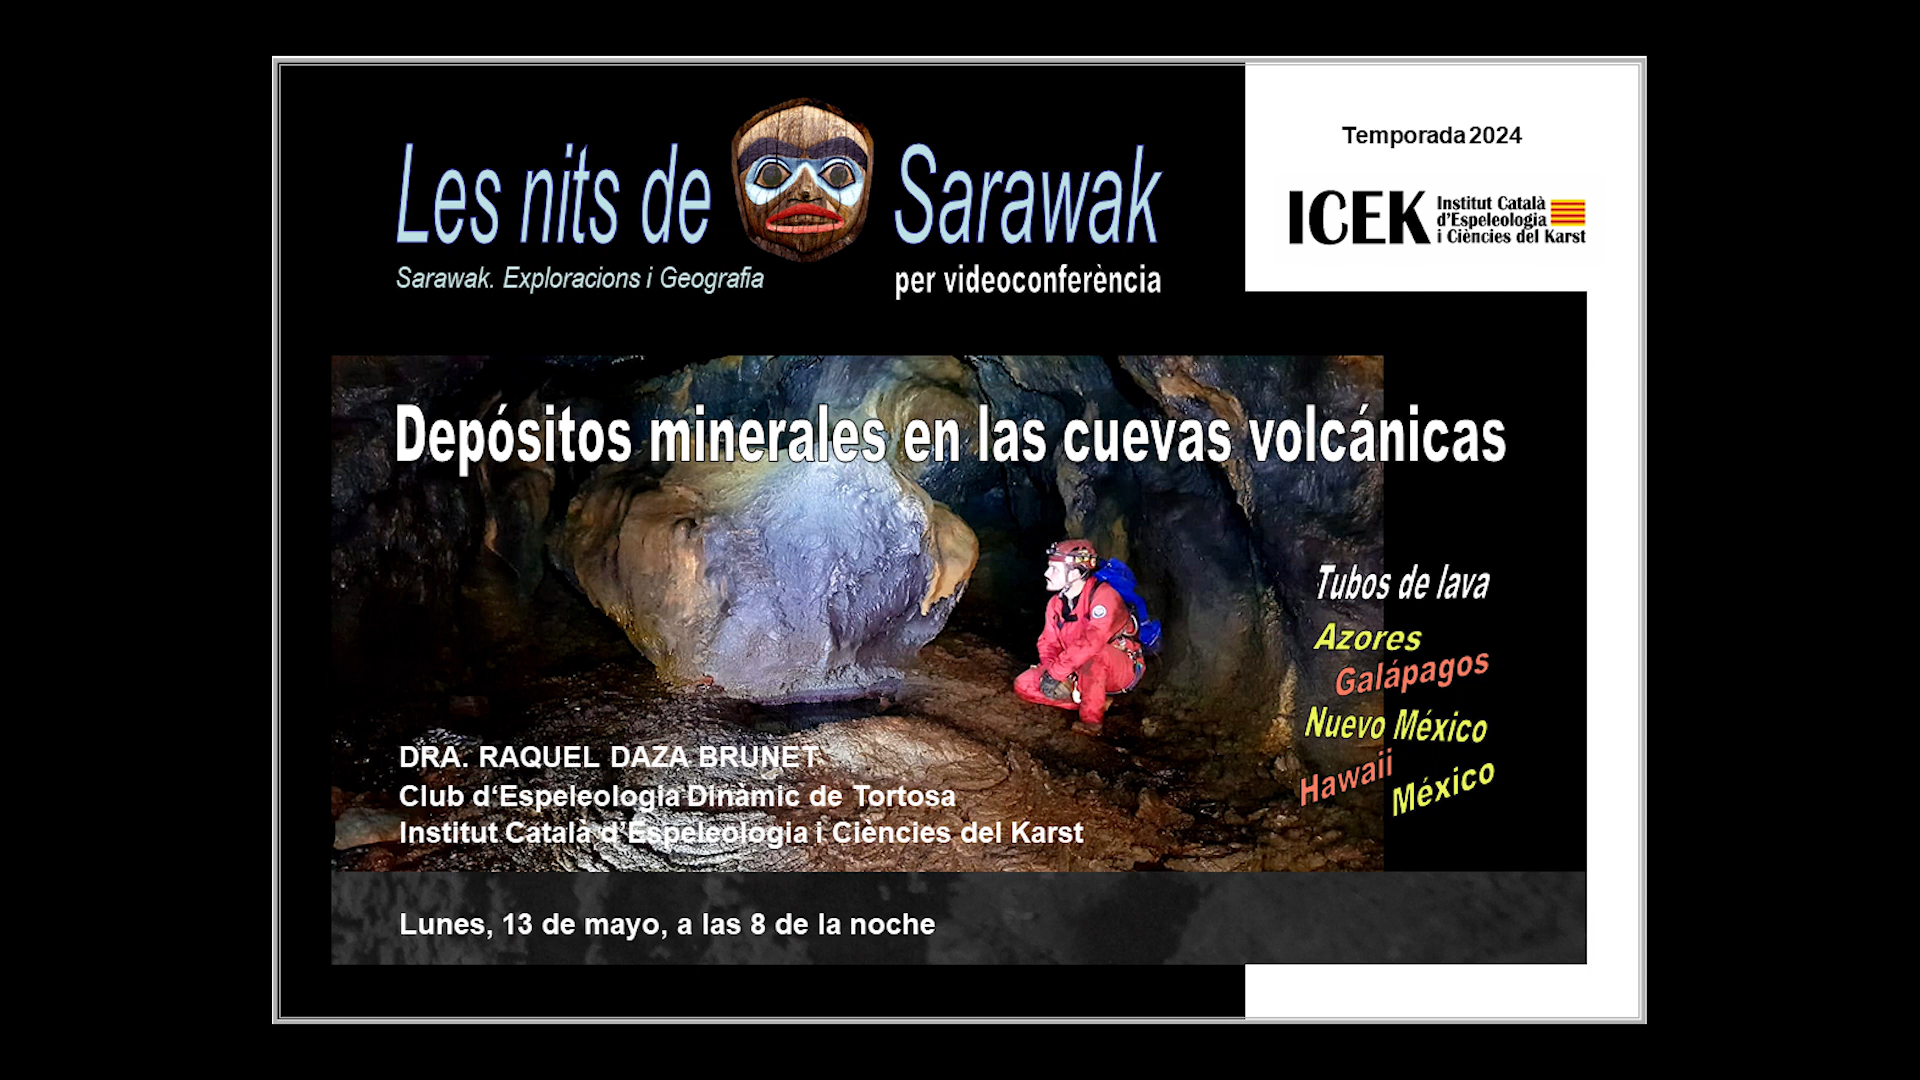 Les nits de Sarawak
Sarawak. Exploracions i Geografia
per videoconferència
Temporada 2024
ICEK Institut Català
d'Espeleologia
i Ciències del Karst
Depósitos minerales en las cuevas volcánicas
Tubos de lava
Azores
Galápagos
Nuevo México
Hawaii
México
DRA. RAQUEL DAZA BRUNET
Club d‘Espeleologia Dinàmic de Tortosa
Institut Català d’Espeleologia i Ciències del Karst
Lunes, 13 de mayo, a las 8 de la noche